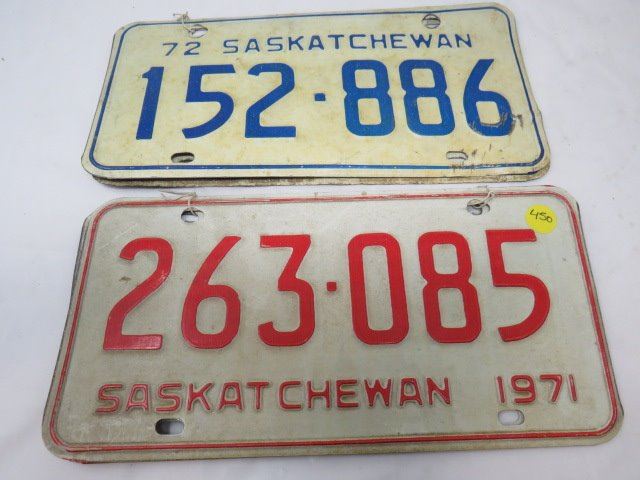 72 SASKATCHEWAN
152·886
450
263·085
SASKATCHEWAN 1971